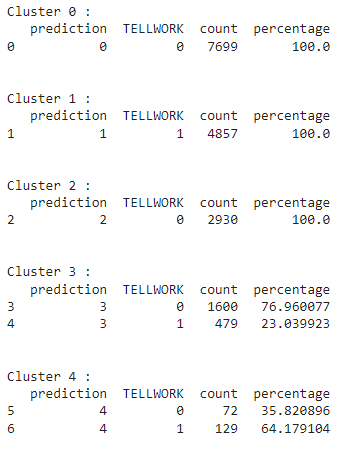 Cluster 0 :
prediction TELLWORK count percentage
0 0 0 7699 100.0
Cluster 1 :
prediction TELLWORK count percentage
1 1 1 4857 100.0
Cluster 2 :
prediction TELLWORK count percentage
2 2 0 2930 100.0
Cluster 3 :
prediction TELLWORK count percentage
3 3 0 1600 76.960077
4 3 1 479 23.039923
Cluster 4 :
prediction TELLWORK count percentage
5 4 0 72 35.820896
6 4 1 129 64.179104